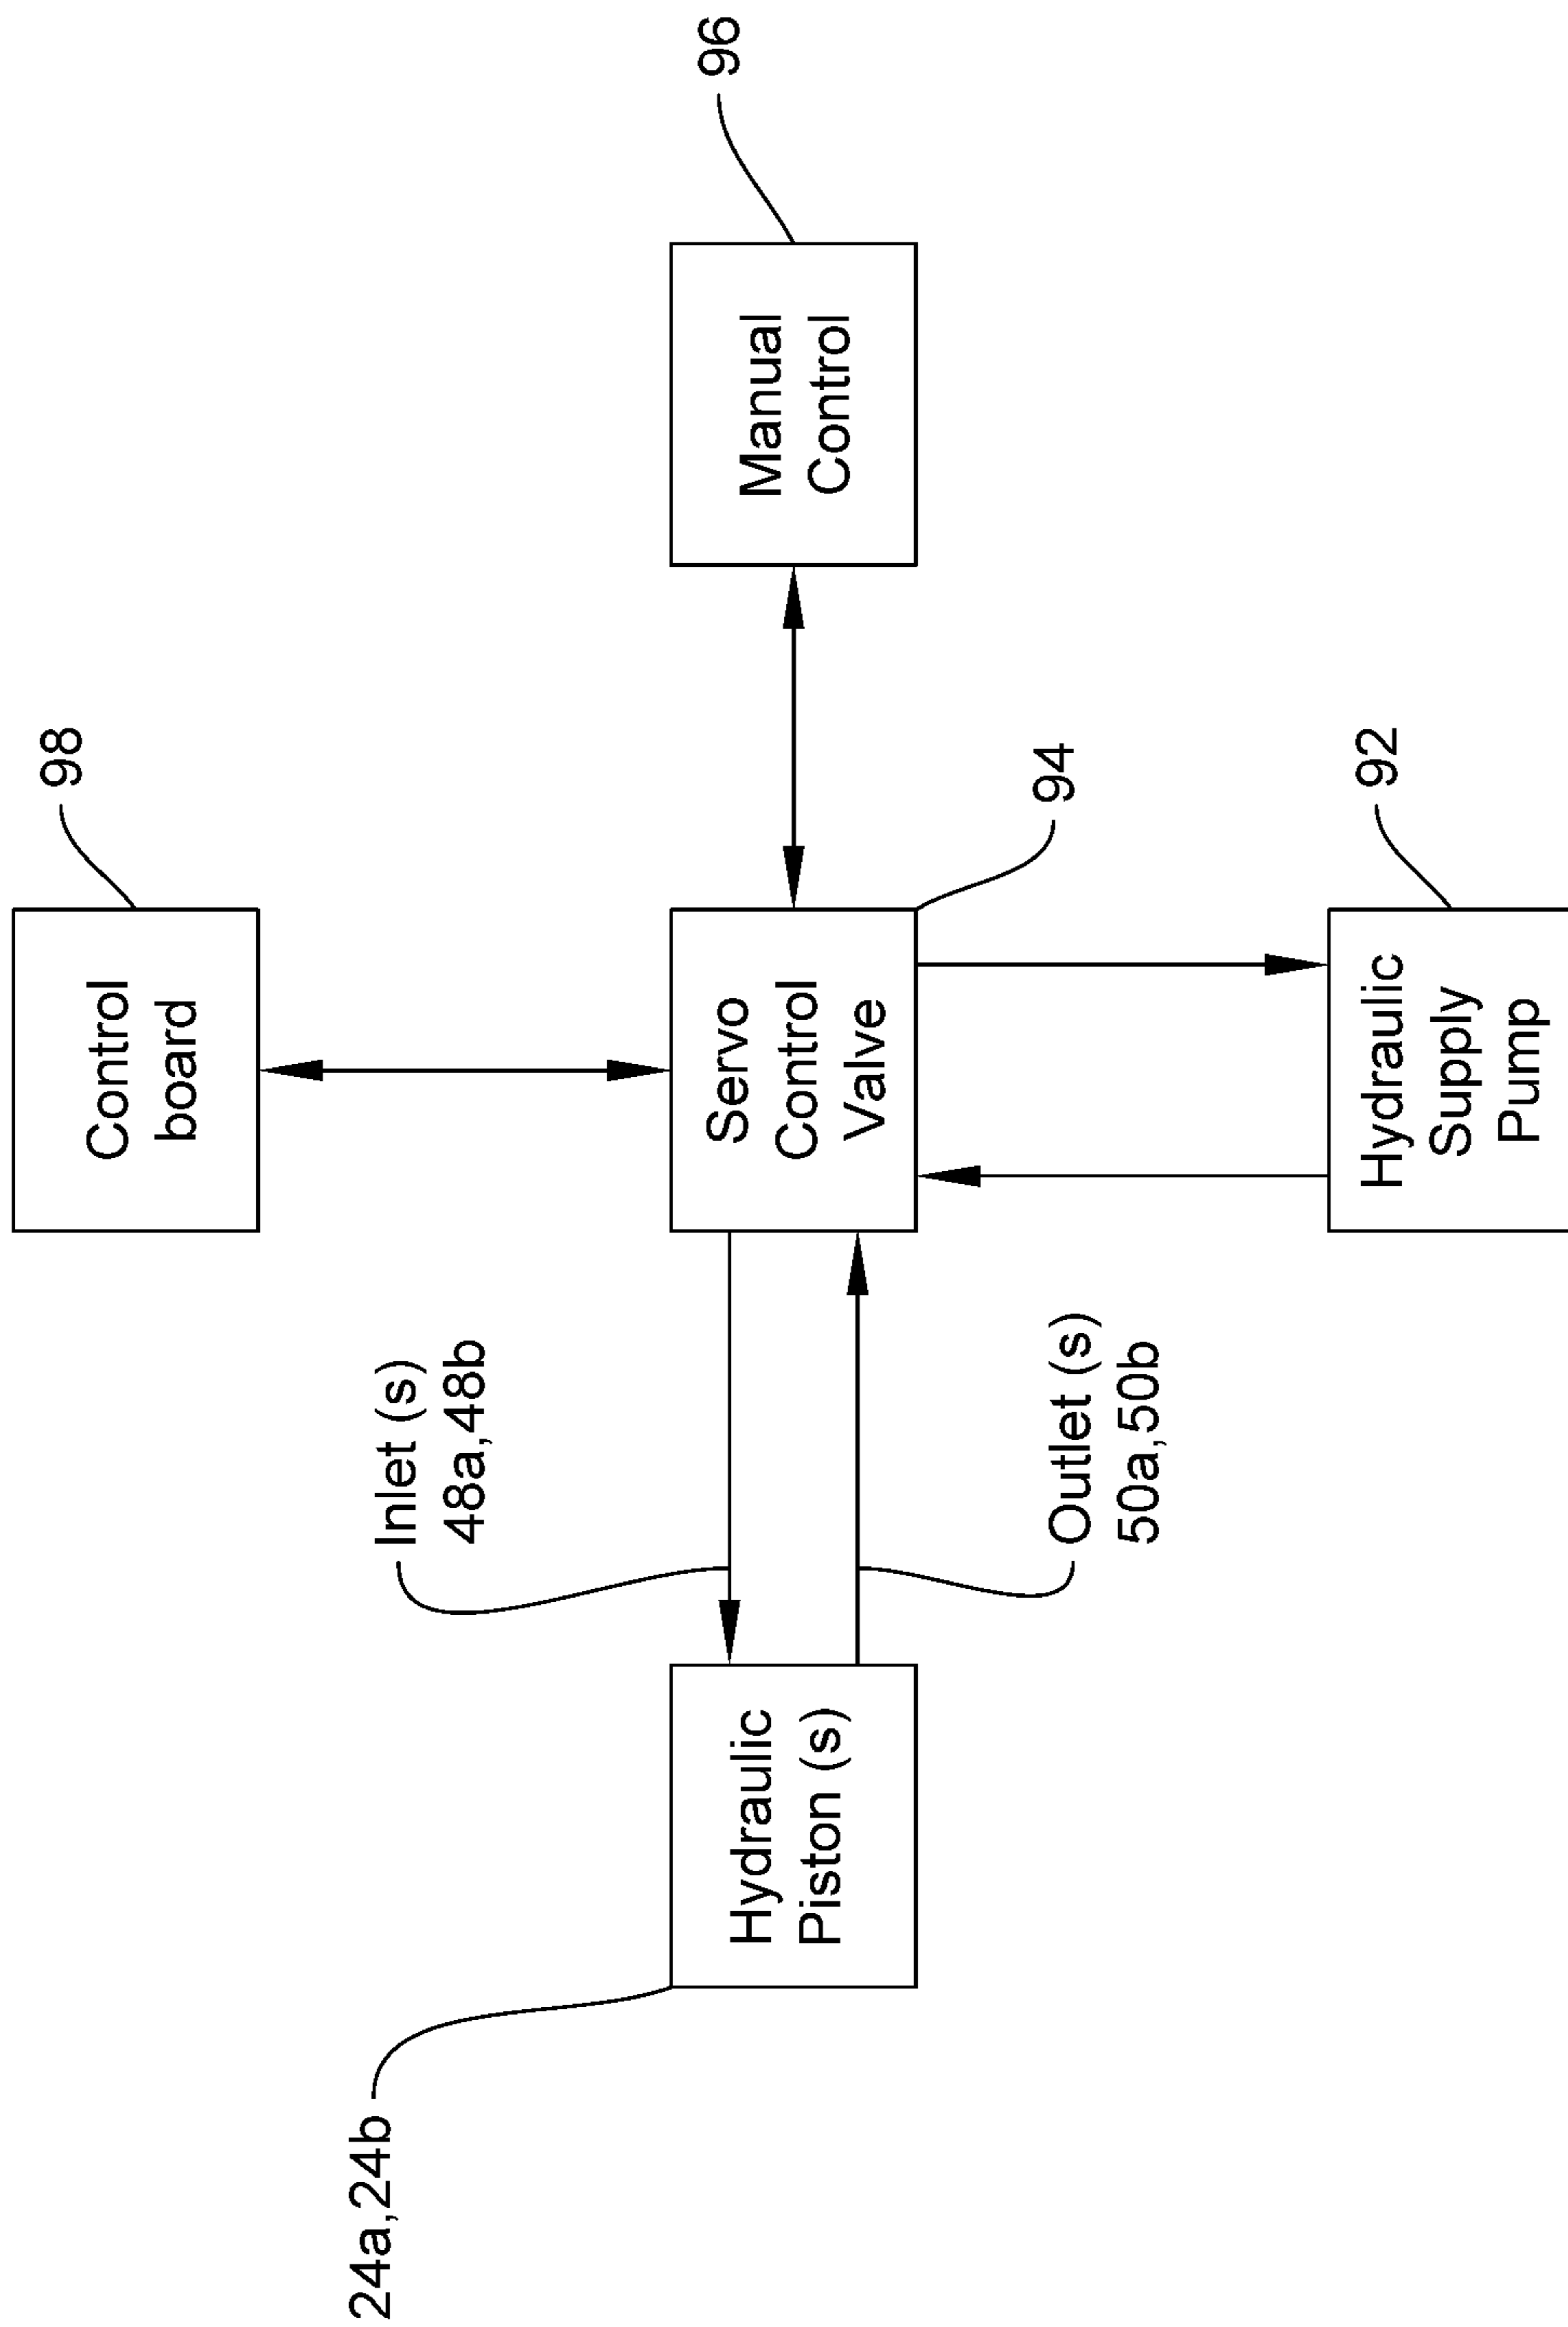 98
Control
board
Inlet (s)
48a,48b
24a,24b
Hydraulic
Piston (s)
Servo
Control
Valve
Manual
Control
96
Outlet (s)
50a,50b
94
92
Hydraulic
Supply
Pump